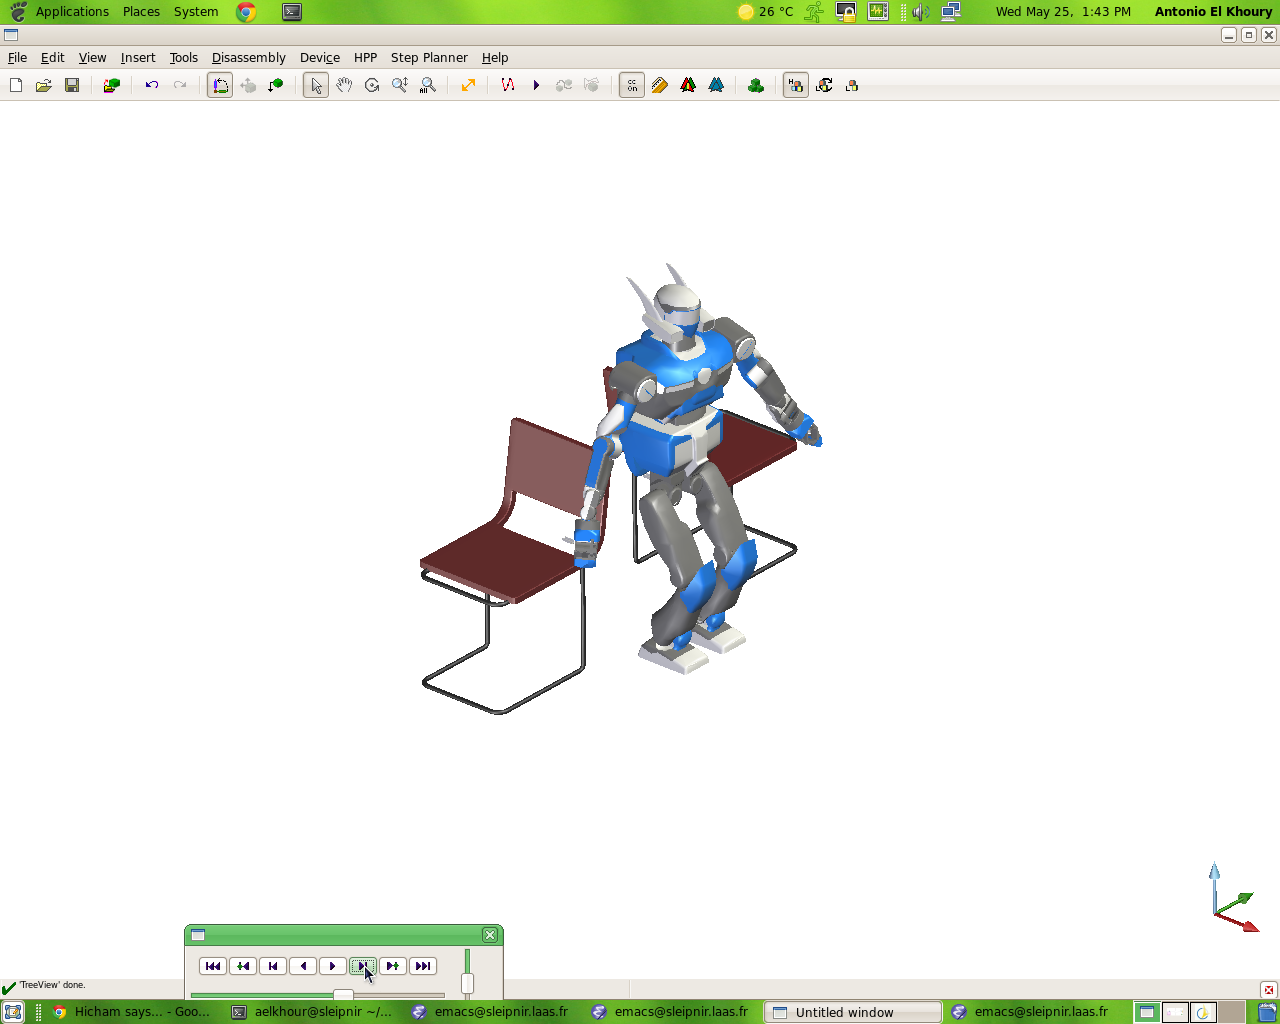 Applications Places System 26 °C Wed May 25, 1:43 PM Antonio El Khoury
File Edit View Insert Tools Disassembly Device HPP Step Planner Help
cc
on
'TreeView' done.
Hicham says... - Goo... aelkhour@sleipnir ~/... emacs@sleipnir.laas.fr emacs@sleipnir.laas.fr Untitled window emacs@sleipnir.laas.fr